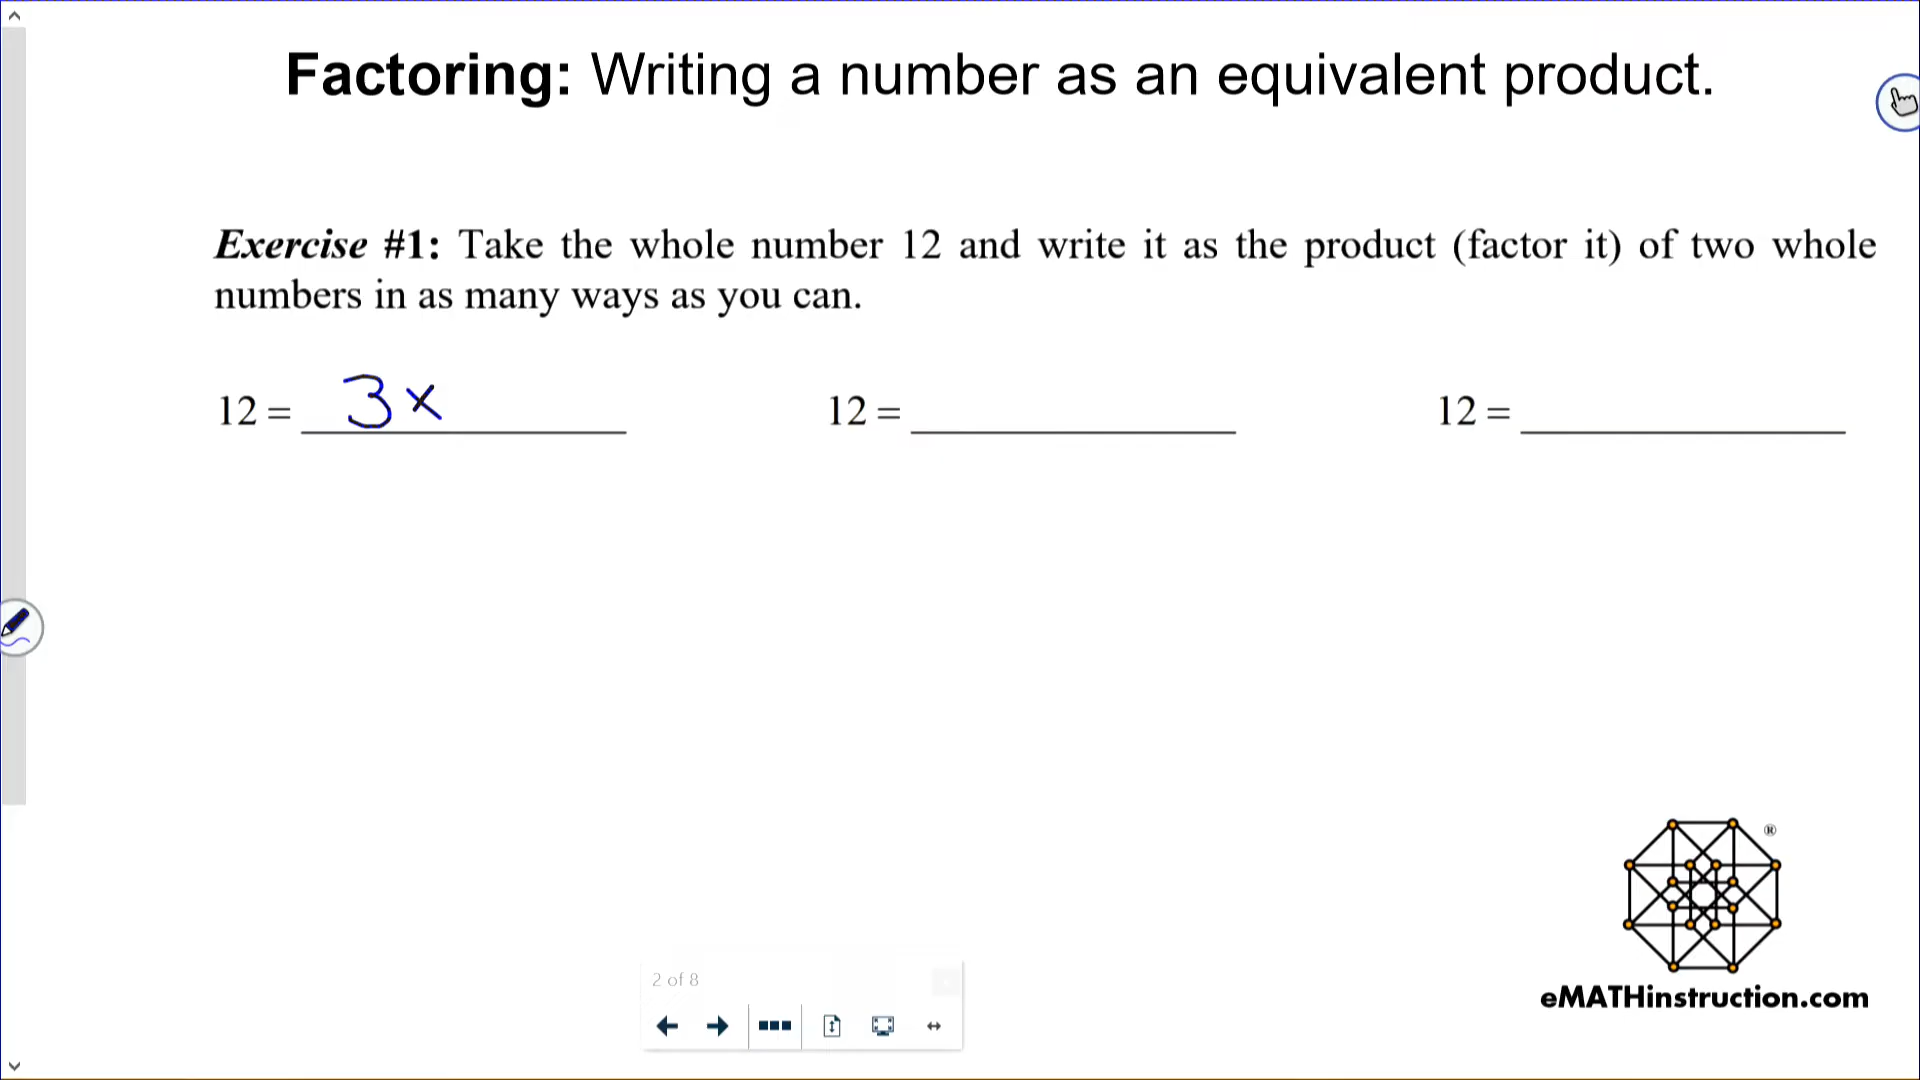 Factoring: Writing a number as an equivalent product.
Exercise #1: Take the whole number 12 and write it as the product (factor it) of two whole
numbers in as many ways as you can.
12 = 3 x 12 = 12 =
®
2 of 8
eMATHinstruction.com